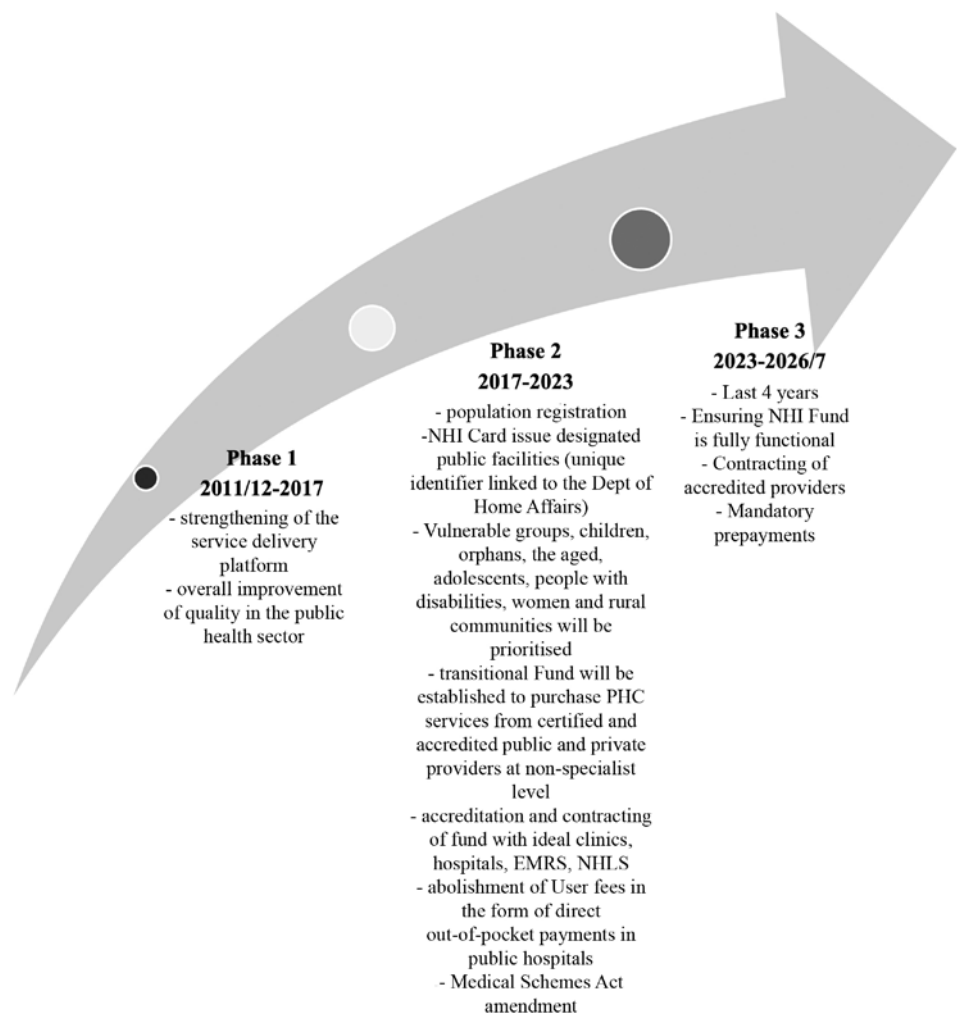 Phase 1
2011/12-2017
- strengthening of the
service delivery
platform
- overall improvement
of quality in the public
health sector
Phase 2
2017-2023
- population registration
-NHI Card issue designated
public facilities (unique
identifier linked to the Dept of
Home Affairs)
- Vulnerable groups, children,
orphans, the aged,
adolescents, people with
disabilities, women and rural
communities will be
prioritised
- transitional Fund will be
established to purchase PHC
services from certified and
accredited public and private
providers at non-specialist
level
- accreditation and contracting
of fund with ideal clinics,
hospitals, EMRS, NHLS
- abolishment of User fees in
the form of direct
out-of-pocket payments in
public hospitals
- Medical Schemes Act
amendment
Phase 3
2023-2026/7
- Last 4 years
- Ensuring NHI Fund
is fully functional
- Contracting of
accredited providers
- Mandatory
prepayments